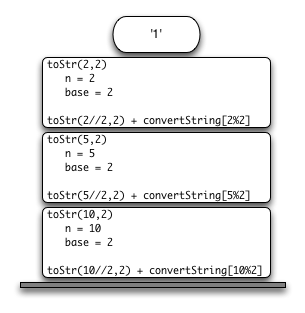 '1'
toStr(2,2)
n = 2
base = 2
toStr(2//2,2) + convertString[2%2]
toStr(5,2)
n = 5
base = 2
toStr(5//2,2) + convertString[5%2]
toStr(10,2)
n = 10
base = 2
toStr(10//2,2) + convertString[10%2]